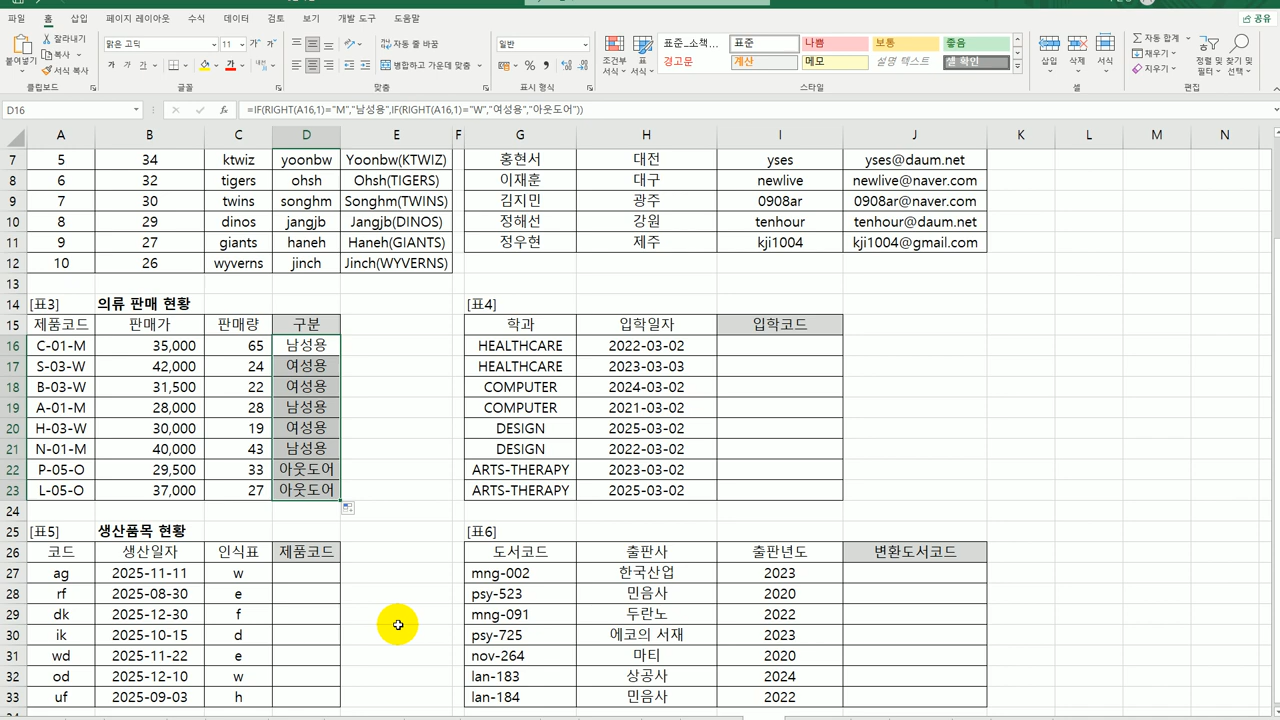 파일 홈 삽입 페이지 레이아웃 수식 데이터 검토 보기 개발 도구 도움말 공유
붙여넣기 잘라내기 복사 서식 복사
맑은 고딕 11 가 가 가
자동 줄 바꿈 병합하고 가운데 맞춤
일반 %
조건부 서식 표 서식
표준_소책... 표준 나쁨 보통 좋음
경고문 계산 메모 설명 텍스트 셀 확인
삽입 삭제 서식
자동 합계 채우기 지우기 정렬 및 필터 찾기 및 선택
클립보드 글꼴 맞춤 표시 형식 스타일 셀 편집
D16 fx =IF(RIGHT(A16,1)="M","남성용",IF(RIGHT(A16,1)="W","여성용","아웃도어"))
A B C D E F G H I J K L M N
7 5 34 ktwiz yoonbw Yoonbw(KTWIZ) 홍현서 대전 yses yses@daum.net
8 6 32 tigers ohsh Ohsh(TIGERS) 이재훈 대구 newlive newlive@naver.com
9 7 30 twins songhm Songhm(TWINS) 김지민 광주 0908ar 0908ar@naver.com
10 8 29 dinos jangjb Jangjb(DINOS) 정해선 강원 tenhour tenhour@daum.net
11 9 27 giants haneh Haneh(GIANTS) 정우현 제주 kji1004 kji1004@gmail.com
12 10 26 wyverns jinch Jinch(WYVERNS)
13
14 [표3] 의류 판매 현황 [표4]
15 제품코드 판매가 판매량 구분 학과 입학일자 입학코드
16 C-01-M 35,000 65 남성용 HEALTHCARE 2022-03-02
17 S-03-W 42,000 24 여성용 HEALTHCARE 2023-03-03
18 B-03-W 31,500 22 여성용 COMPUTER 2024-03-02
19 A-01-M 28,000 28 남성용 COMPUTER 2021-03-02
20 H-03-W 30,000 19 여성용 DESIGN 2025-03-02
21 N-01-M 40,000 43 남성용 DESIGN 2022-03-02
22 P-05-O 29,500 33 아웃도어 ARTS-THERAPY 2023-03-02
23 L-05-O 37,000 27 아웃도어 ARTS-THERAPY 2025-03-02
24
25 [표5] 생산품목 현황 [표6]
26 코드 생산일자 인식표 제품코드 도서코드 출판사 출판년도 변환도서코드
27 ag 2025-11-11 w mng-002 한국산업 2023
28 rf 2025-08-30 e psy-523 민음사 2020
29 dk 2025-12-30 f mng-091 두란노 2022
30 ik 2025-10-15 d psy-725 에코의 서재 2023
31 wd 2025-11-22 e nov-264 마티 2020
32 od 2025-12-10 w lan-183 상공사 2024
33 uf 2025-09-03 h lan-184 민음사 2022